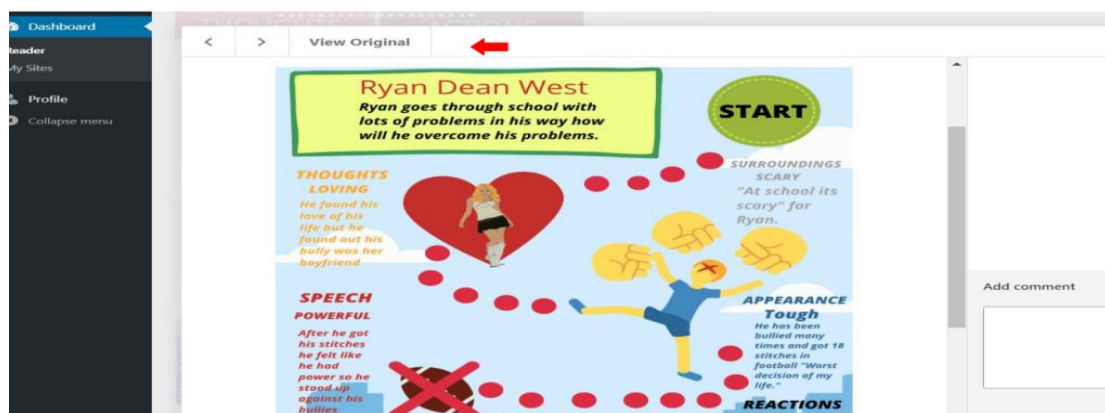 THOUGHTS ACTIONS
Dashboard
Reader
My Sites
Profile
Collapse menu
< > View Original
Ryan Dean West
Ryan goes through school with
lots of problems in his way how
will he overcome his problems.
START
SURROUNDINGS
SCARY
"At school its
scary" for
Ryan.
THOUGHTS
LOVING
He found his
love of his
life but he
found out his
bully was her
boyfriend
APPEARANCE
Tough
He has been
bullied many
times and got 18
stitches in
football "Worst
decision of my
life."
SPEECH
POWERFUL
After he got
his stitches
he felt like
he had
power so he
stood up
against his
bullies
REACTIONS
Add comment